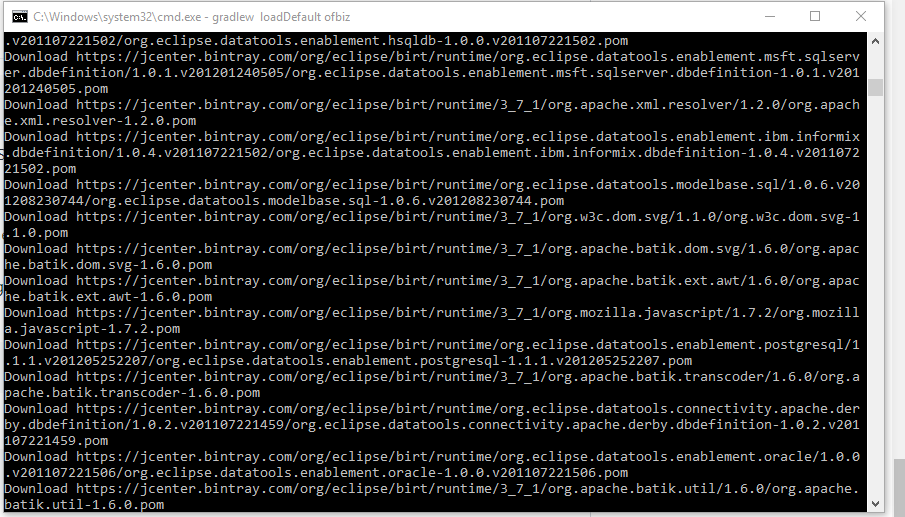 C:\Windows\system32\cmd.exe - gradlew  loadDefault ofbiz
.v201107221502/org.eclipse.datatools.enablement.hsqldb-1.0.0.v201107221502.pom
Download https://jcenter.bintray.com/org/eclipse/birt/runtime/org.eclipse.datatools.enablement.msft.sqlserv
er.dbdefinition/1.0.1.v201201240505/org.eclipse.datatools.enablement.msft.sqlserver.dbdefinition-1.0.1.v201
201240505.pom
Download https://jcenter.bintray.com/org/eclipse/birt/runtime/3_7_1/org.apache.xml.resolver/1.2.0/org.apach
e.xml.resolver-1.2.0.pom
Download https://jcenter.bintray.com/org/eclipse/birt/runtime/org.eclipse.datatools.enablement.ibm.informix
.dbdefinition/1.0.4.v201107221502/org.eclipse.datatools.enablement.ibm.informix.dbdefinition-1.0.4.v2011072
21502.pom
Download https://jcenter.bintray.com/org/eclipse/birt/runtime/org.eclipse.datatools.modelbase.sql/1.0.6.v20
1208230744/org.eclipse.datatools.modelbase.sql-1.0.6.v201208230744.pom
Download https://jcenter.bintray.com/org/eclipse/birt/runtime/3_7_1/org.w3c.dom.svg/1.1.0/org.w3c.dom.svg-1
.1.0.pom
Download https://jcenter.bintray.com/org/eclipse/birt/runtime/3_7_1/org.apache.batik.dom.svg/1.6.0/org.apac
he.batik.dom.svg-1.6.0.pom
Download https://jcenter.bintray.com/org/eclipse/birt/runtime/3_7_1/org.apache.batik.ext.awt/1.6.0/org.apac
he.batik.ext.awt-1.6.0.pom
Download https://jcenter.bintray.com/org/eclipse/birt/runtime/3_7_1/org.mozilla.javascript/1.7.2/org.mozill
a.javascript-1.7.2.pom
Download https://jcenter.bintray.com/org/eclipse/birt/runtime/org.eclipse.datatools.enablement.postgresql/1
.1.1.v201205252207/org.eclipse.datatools.enablement.postgresql-1.1.1.v201205252207.pom
Download https://jcenter.bintray.com/org/eclipse/birt/runtime/3_7_1/org.apache.batik.transcoder/1.6.0/org.a
pache.batik.transcoder-1.6.0.pom
Download https://jcenter.bintray.com/org/eclipse/birt/runtime/org.eclipse.datatools.connectivity.apache.der
by.dbdefinition/1.0.2.v201107221459/org.eclipse.datatools.connectivity.apache.derby.dbdefinition-1.0.2.v201
107221459.pom
Download https://jcenter.bintray.com/org/eclipse/birt/runtime/org.eclipse.datatools.enablement.oracle/1.0.0
.v201107221506/org.eclipse.datatools.enablement.oracle-1.0.0.v201107221506.pom
Download https://jcenter.bintray.com/org/eclipse/birt/runtime/3_7_1/org.apache.batik.util/1.6.0/org.apache.
batik.util-1.6.0.pom